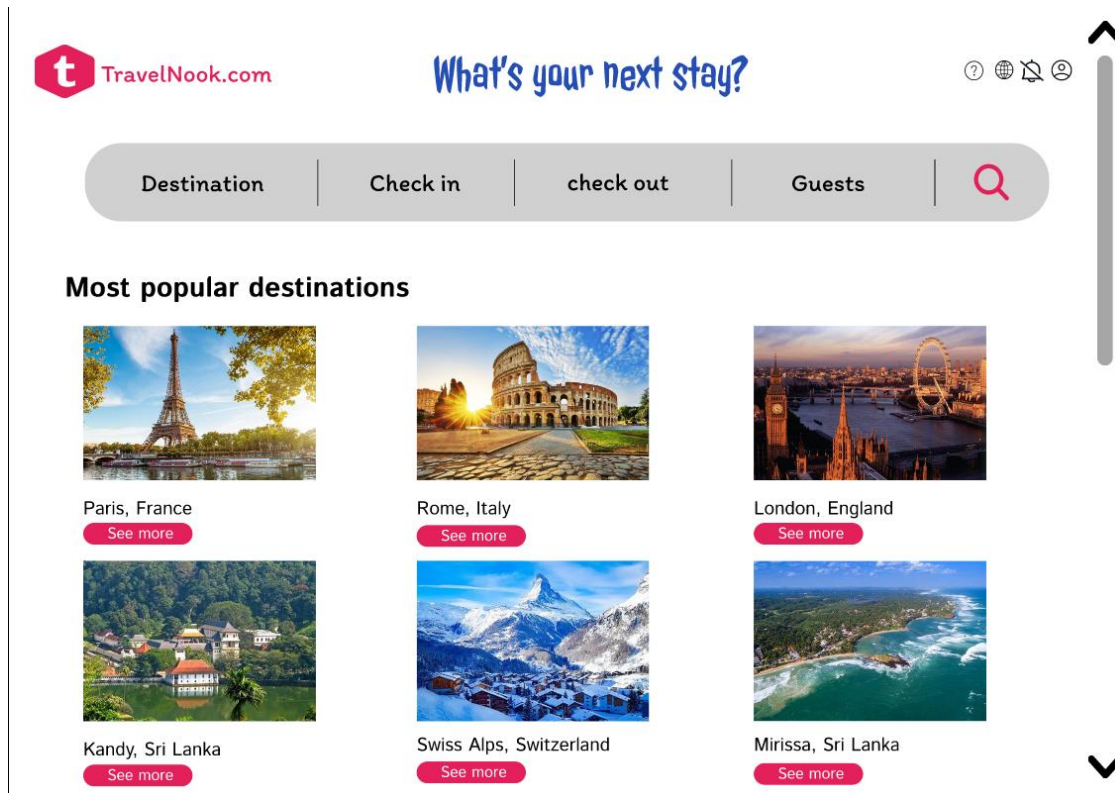 t TravelNook.com
What's your next stay?
?
Destination
Check in
check out
Guests
Most popular destinations
Paris, France
Rome, Italy
London, England
See more
See more
See more
Kandy, Sri Lanka
Swiss Alps, Switzerland
Mirissa, Sri Lanka
See more
See more
See more